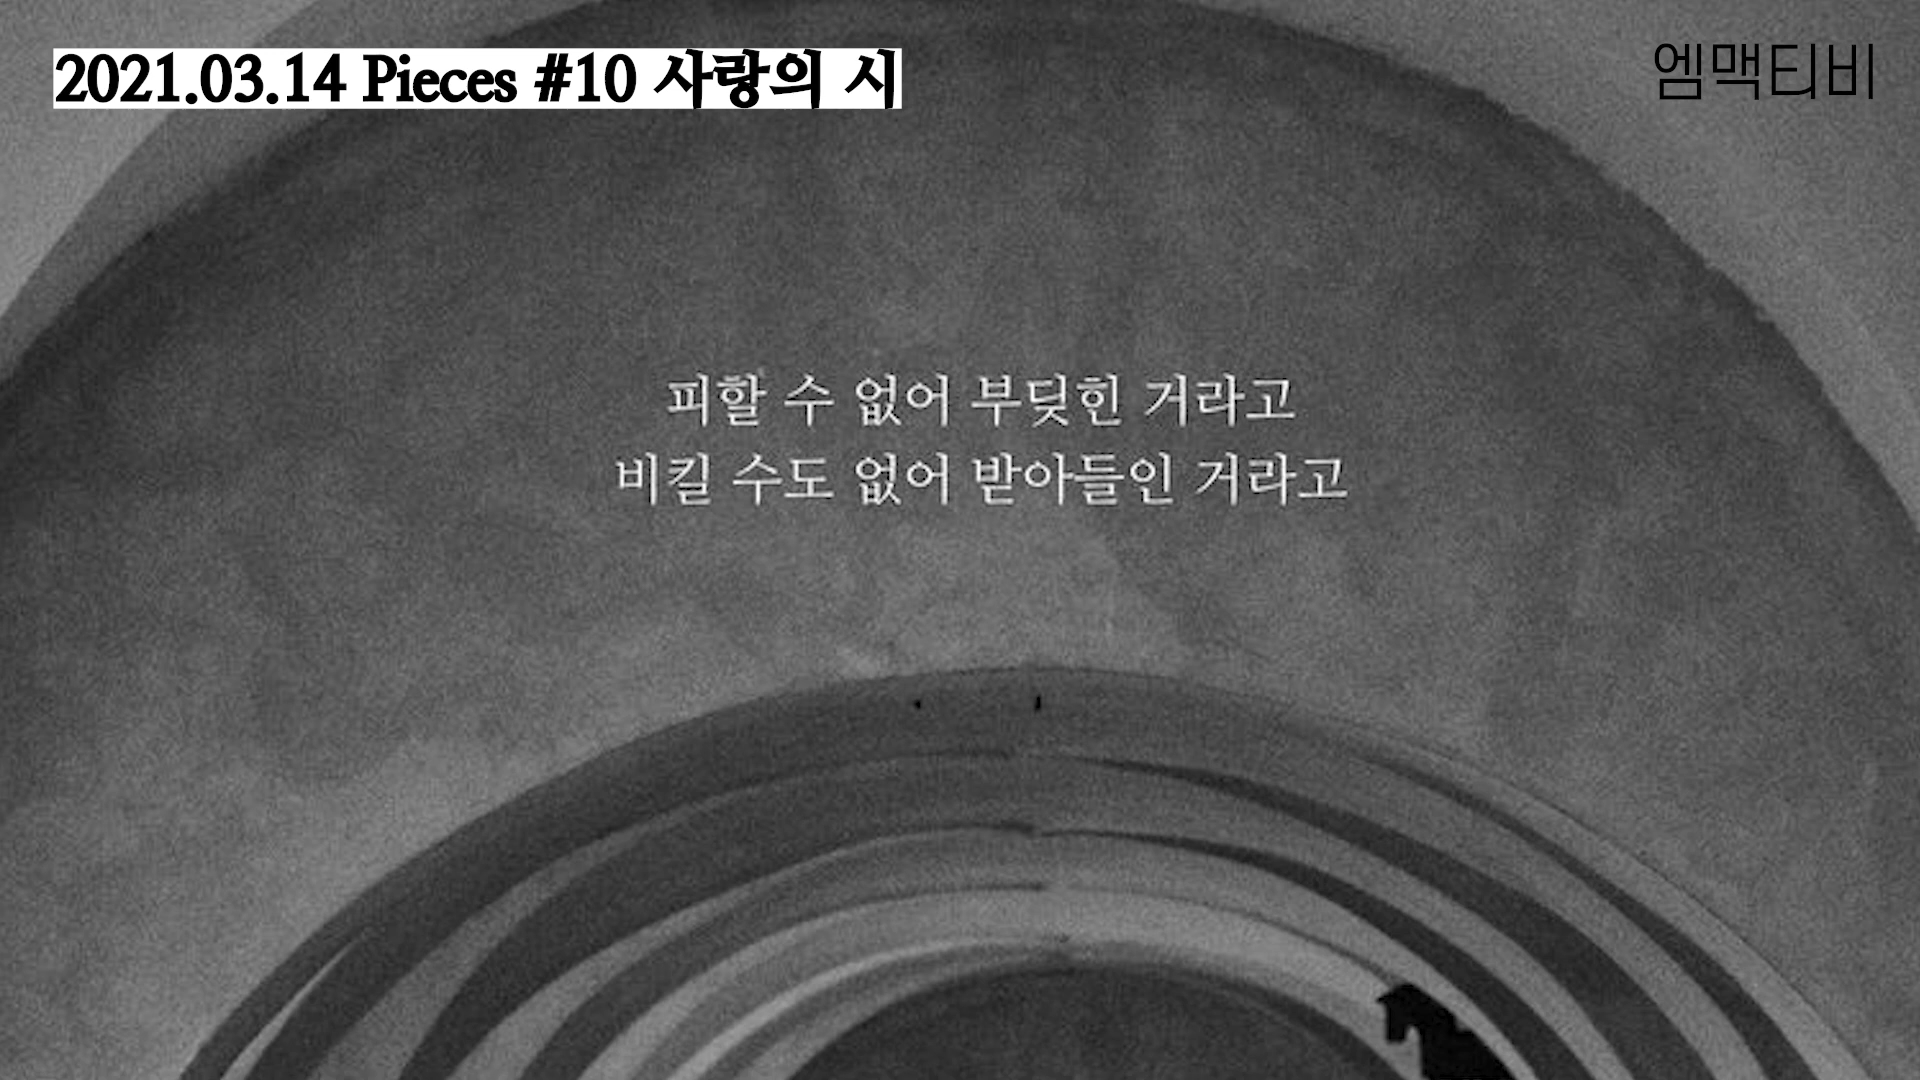 2021.03.14 Pieces #10 사랑의 시
엠맥티비
피할 수 없어 부딪힌 거라고
비킬 수도 없어 받아들인 거라고